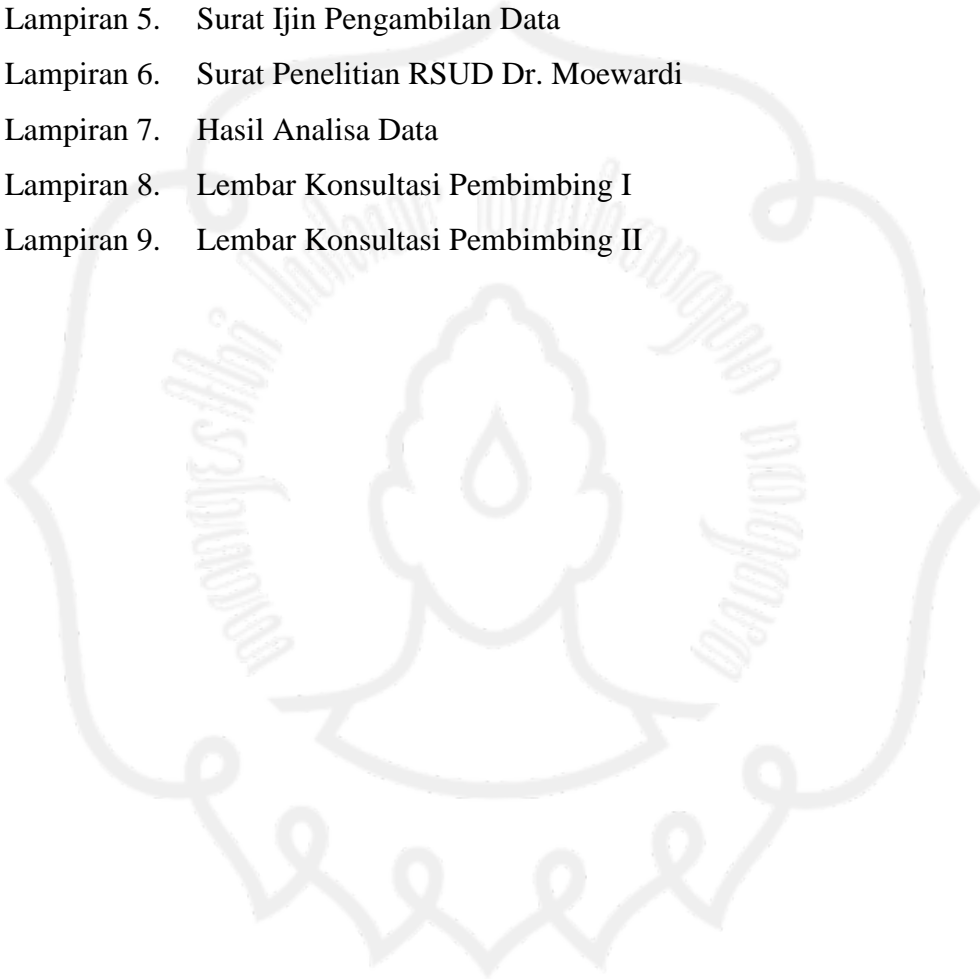 Lampiran 5. Surat Ijin Pengambilan Data
Lampiran 6. Surat Penelitian RSUD Dr. Moewardi
Lampiran 7. Hasil Analisa Data
Lampiran 8. Lembar Konsultasi Pembimbing I
Lampiran 9. Lembar Konsultasi Pembimbing II